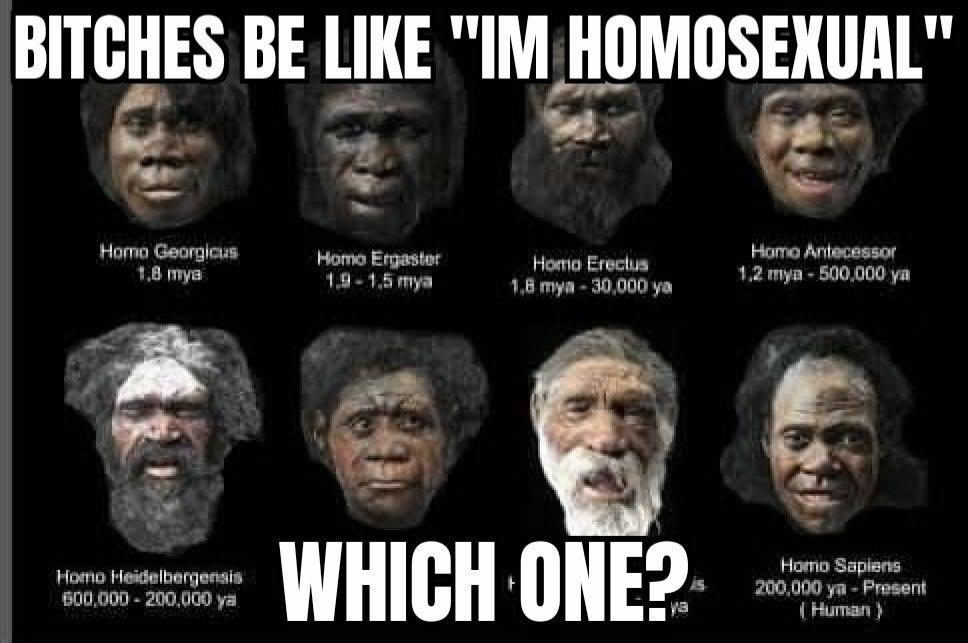 BITCHES BE LIKE "IM HOMOSEXUAL"
Homo Georgicus
1,8 mya
Homo Ergaster
1.9 - 1,5 mya
Homo Erectus
1,8 mya - 30,000 ya
Homo Antecessor
1,2 mya - 500,000 ya
Homo Heidelbergensis
600,000 - 200,000 ya
WHICH ONE?
ya
Homo Sapiens
200,000 ya - Present
( Human )